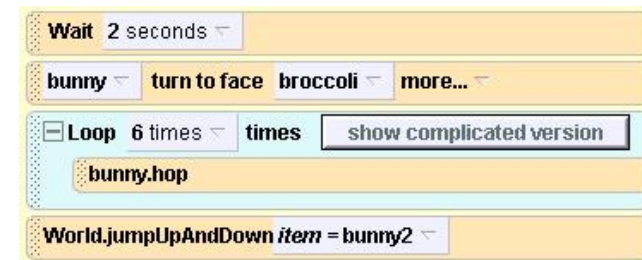 Wait 2 seconds
bunny turn to face broccoli more...
Loop 6 times times show complicated version
bunny.hop
World.jumpUpAndDown item = bunny2